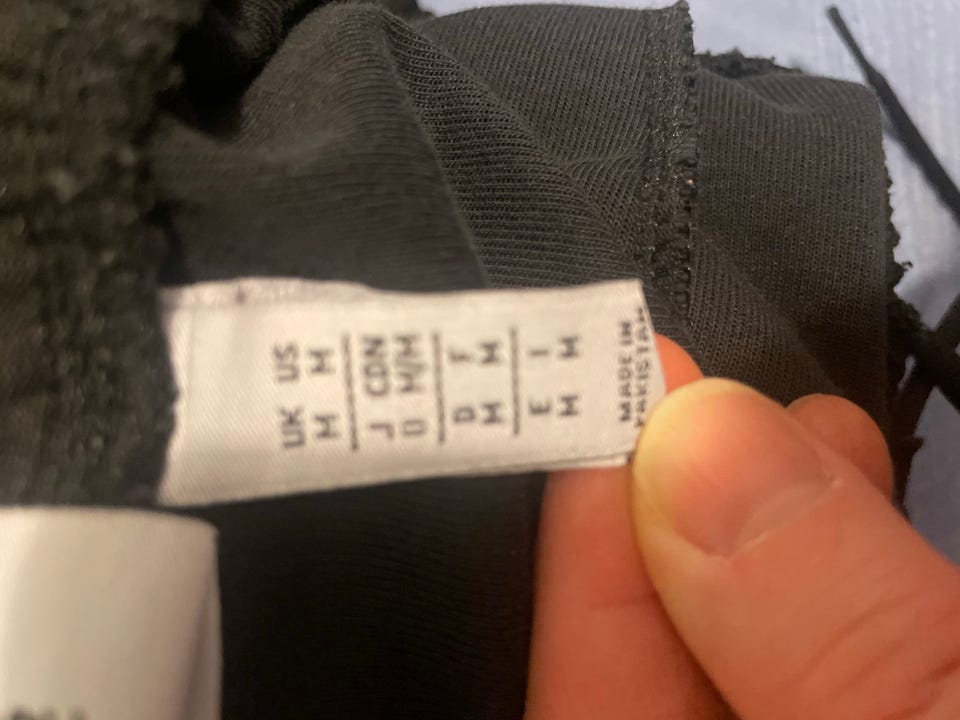 UK US
M M
J CDN
O M/M
D F
M M
E I
M M
MADE IN
PAKISTAN